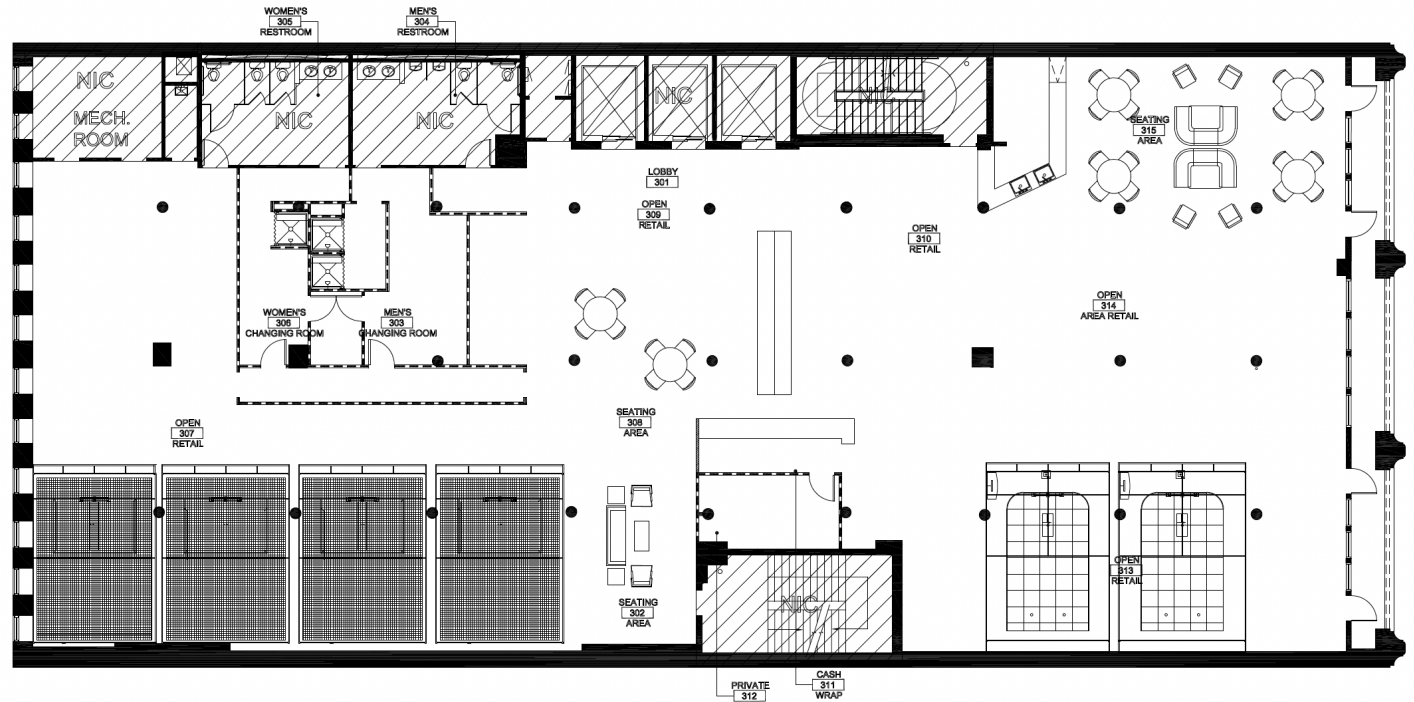 WOMEN'S
305
RESTROOM
MEN'S
304
RESTROOM
NIC
MECH.
ROOM
NIC
NIC
NIC
NIC
SEATING
315
AREA
LOBBY
301
OPEN
309
RETAIL
OPEN
310
RETAIL
OPEN
314
AREA RETAIL
WOMEN'S
306
CHANGING ROOM
MEN'S
303
CHANGING ROOM
SEATING
308
AREA
OPEN
307
RETAIL
OPEN
313
RETAIL
SEATING
302
AREA
NIC
PRIVATE
312
CASH
311
WRAP